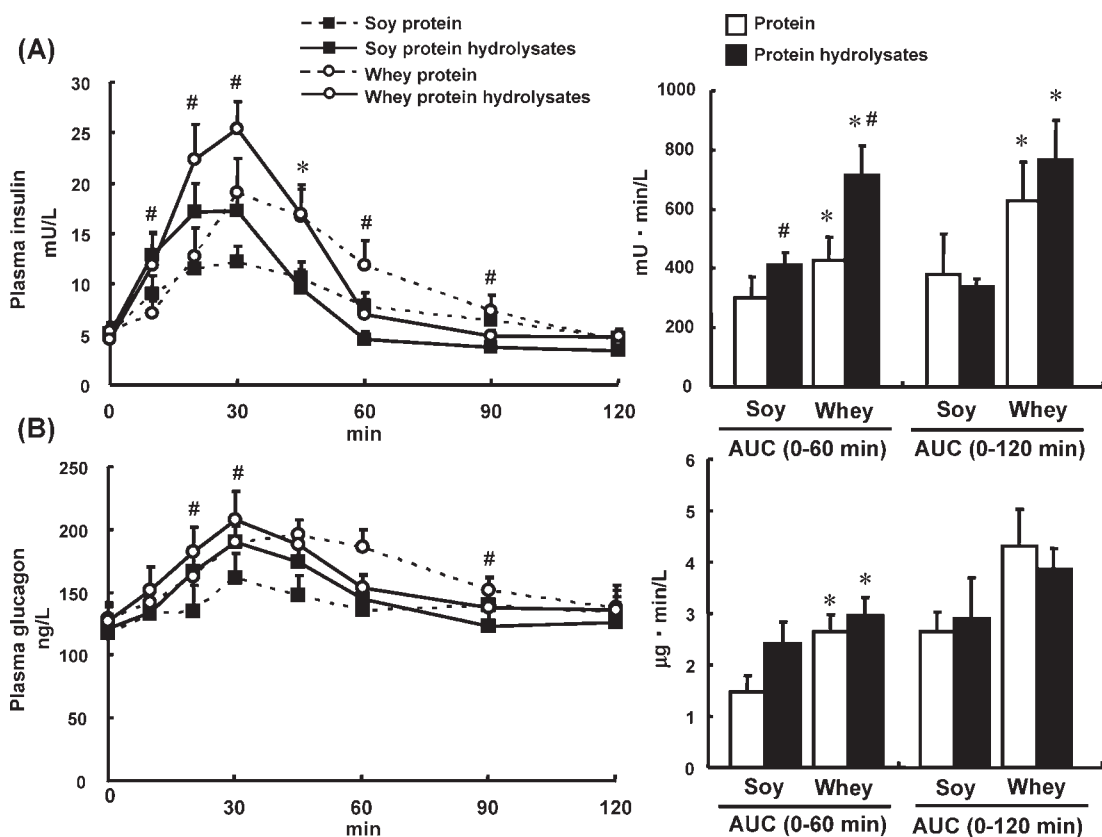 (A)
Soy protein
Soy protein hydrolysates
Whey protein
Whey protein hydrolysates
Plasma insulin
mU/L
30
25
20
15
10
5
0
# # # * # #
0 30 60 90 120
min
Protein
Protein hydrolysates
mU · min/L
1000
800
600
400
200
0
# * * # * *
Soy Whey Soy Whey
AUC (0-60 min) AUC (0-120 min)
(B)
Plasma glucagon
ng/L
250
200
150
100
50
0
# # #
0 30 60 90 120
min
µg · min/L
6
5
4
3
2
1
0
* *
Soy Whey Soy Whey
AUC (0-60 min) AUC (0-120 min)